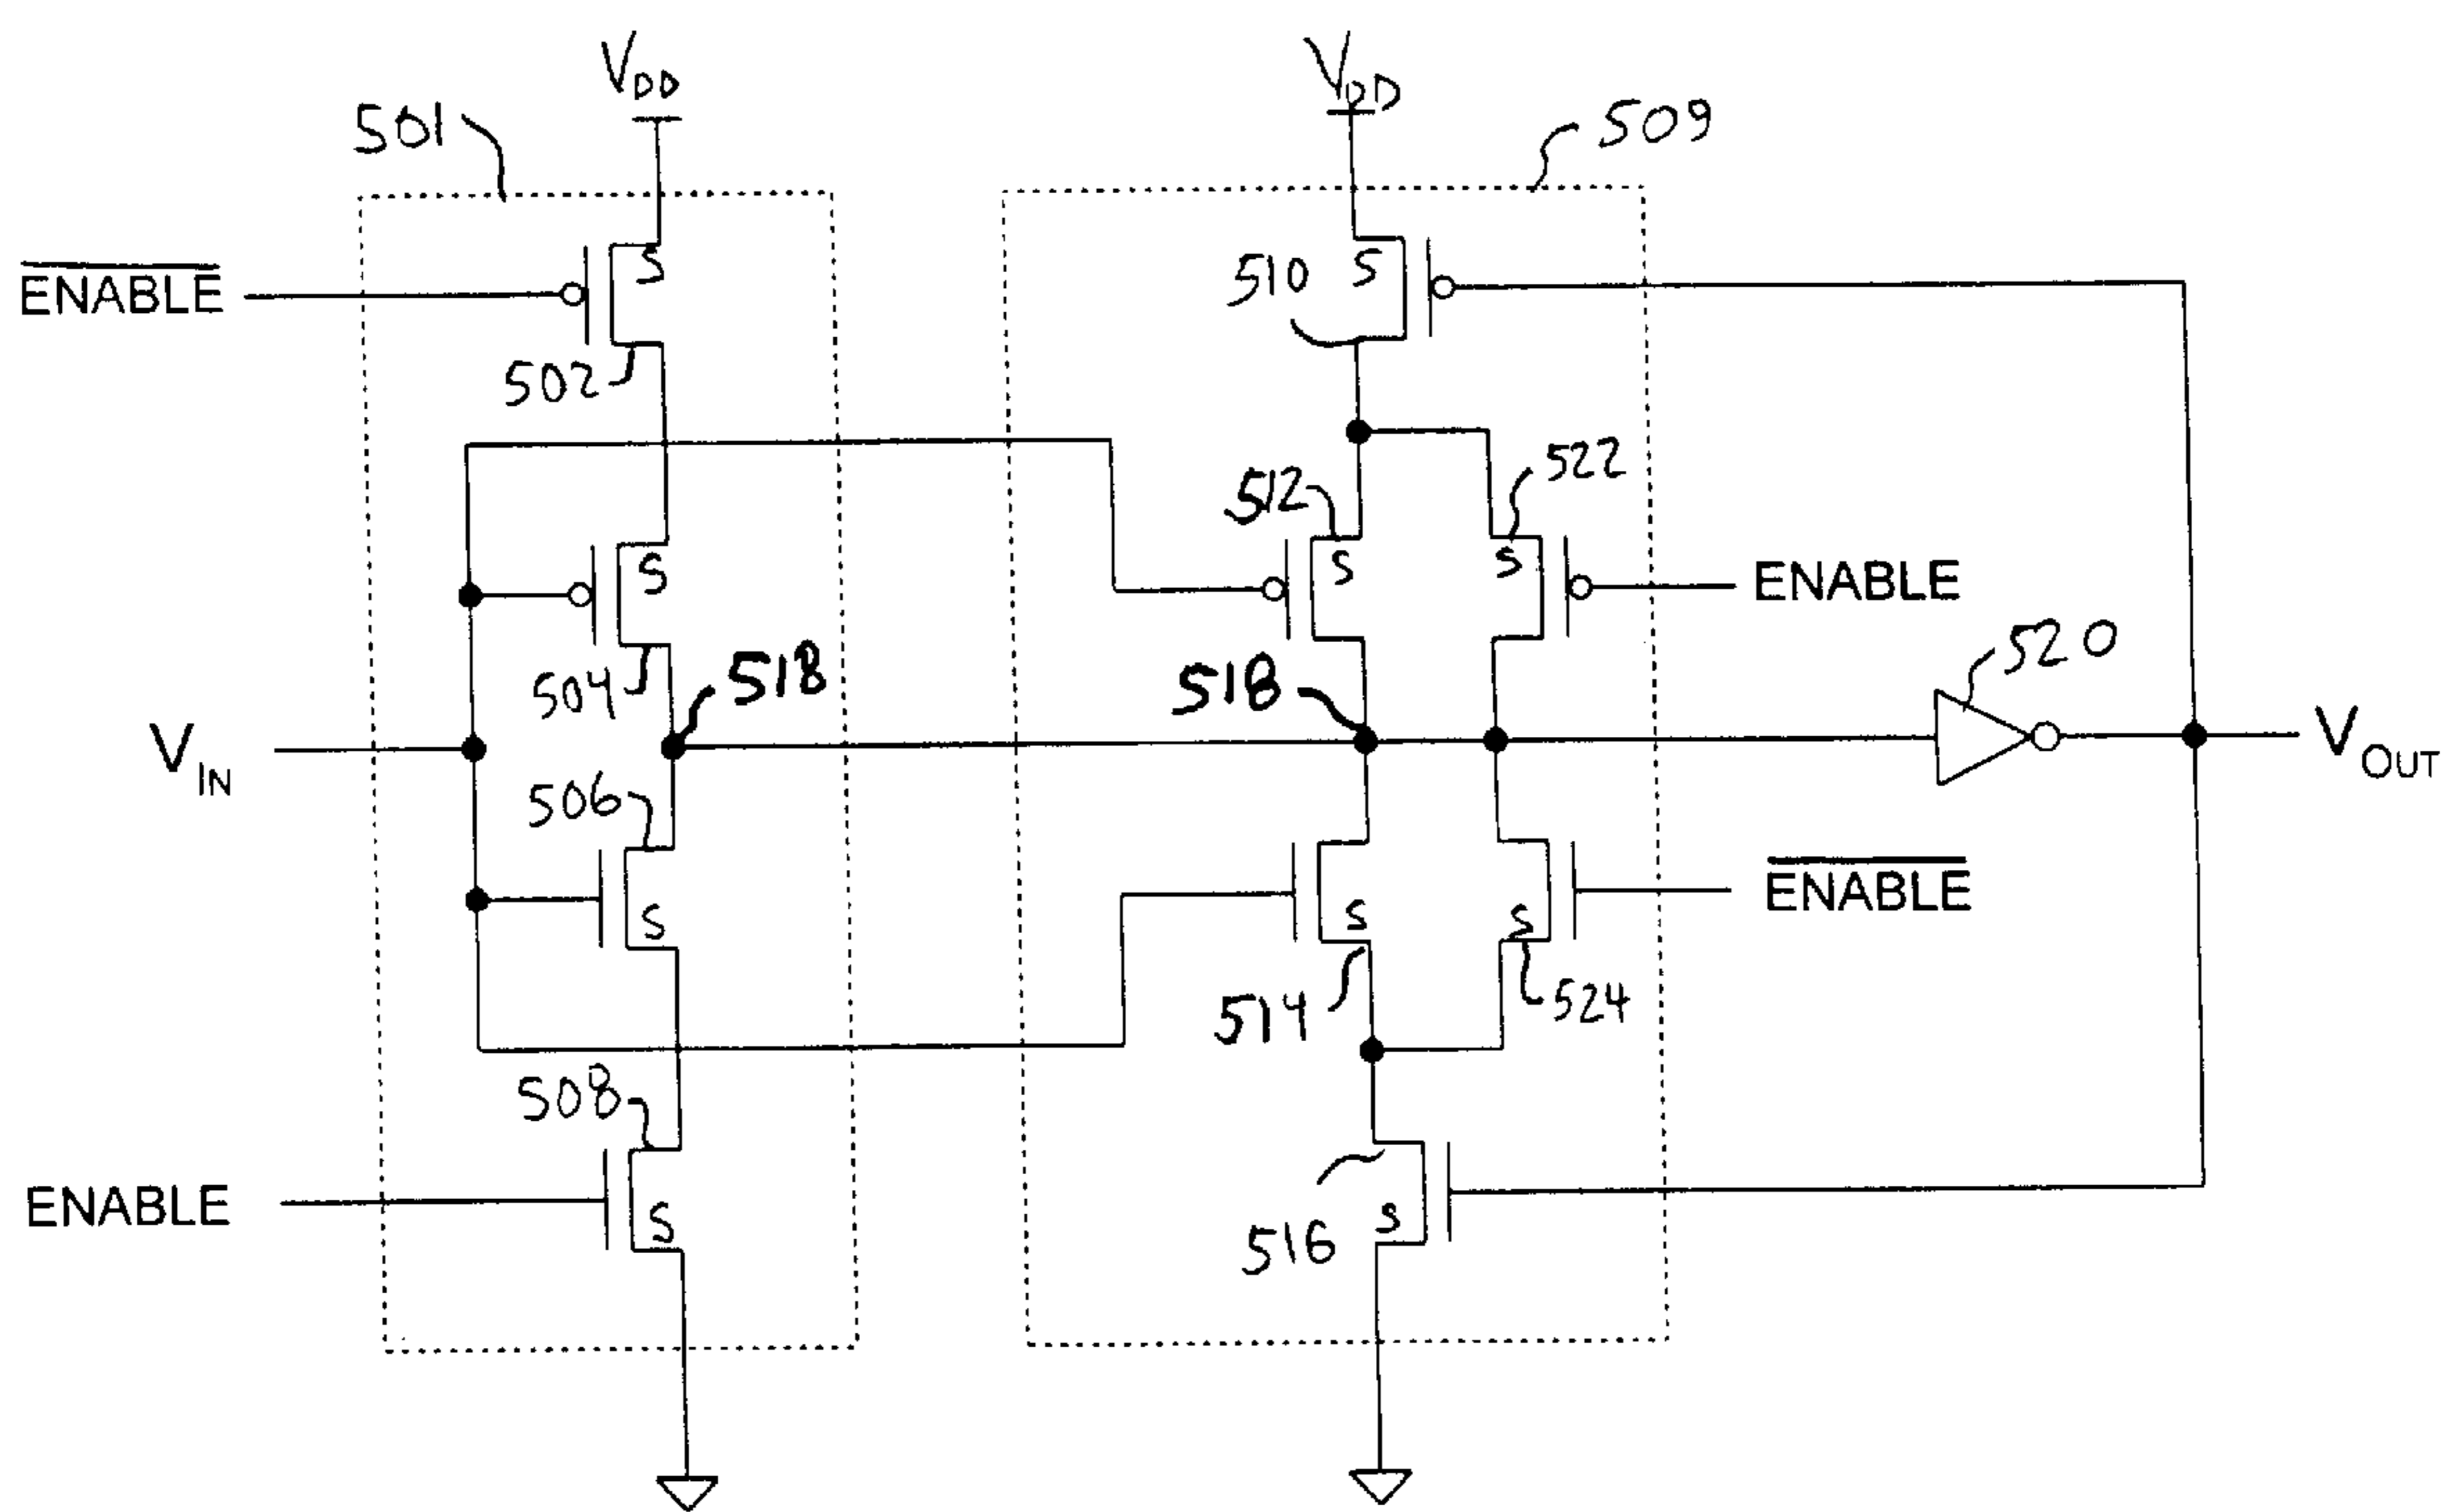 VDD
VDD
501
509
ENABLE
S
S
510
502
512
522
S
S
S
ENABLE
504
518
518
520
VIN
VOUT
506
S
S
S
ENABLE
514
524
508
ENABLE
S
S
516